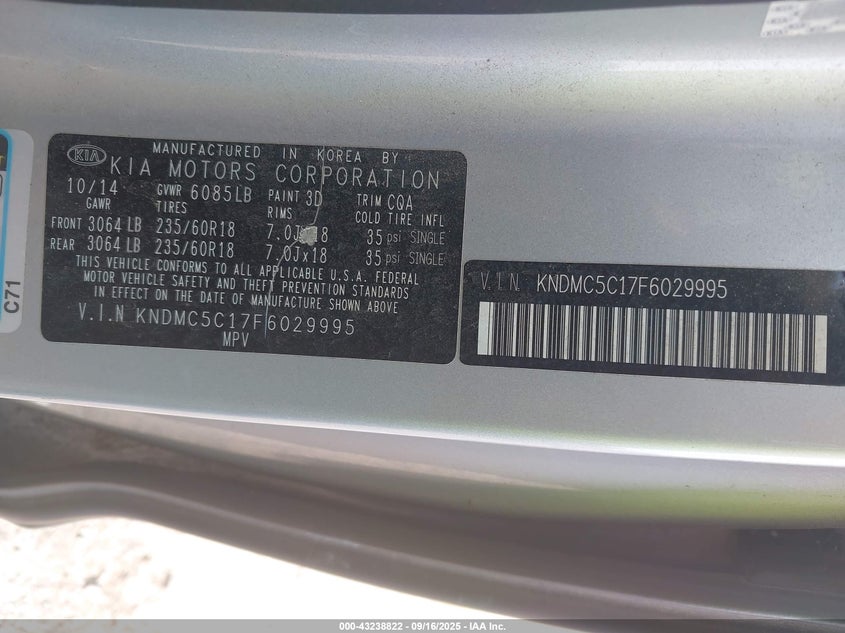 MANUFACTURED IN KOREA BY
KIA KIA MOTORS CORPORATION
10/14 GVWR 6085LB PAINT 3D TRIM CQA
GAWR TIRES RIMS COLD TIRE INFL
FRONT 3064 LB 235/60R18 7.0Jx18 35 psi SINGLE
REAR 3064 LB 235/60R18 7.0Jx18 35 psi SINGLE
THIS VEHICLE CONFORMS TO ALL APPLICABLE U.S.A. FEDERAL
MOTOR VEHICLE SAFETY AND THEFT PREVENTION STANDARDS
IN EFFECT ON THE DATE OF MANUFACTURE SHOWN ABOVE
V.I.N KNDMC5C17F6029995
MPV
V.I.N KNDMC5C17F6029995
C71
000-43238822 - 09/16/2025 - IAA Inc.